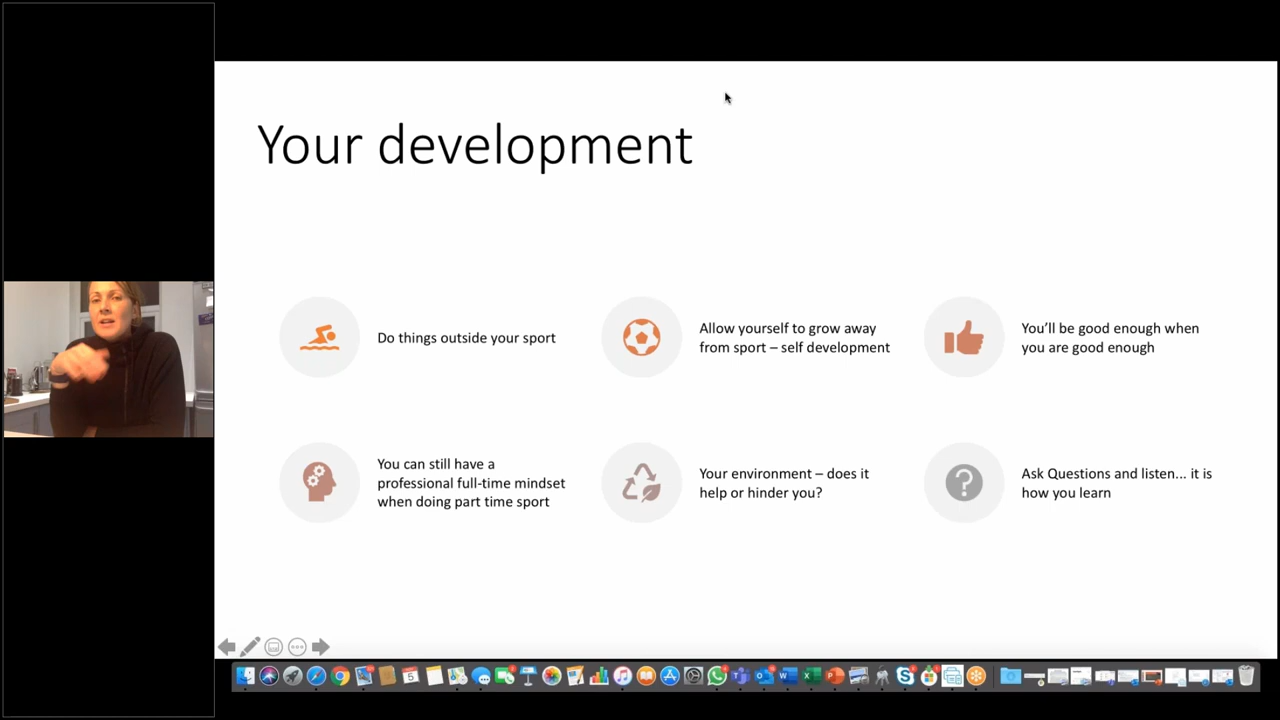 Your development
Do things outside your sport
Allow yourself to grow away
from sport – self development
You'll be good enough when
you are good enough
You can still have a
professional full-time mindset
when doing part time sport
Your environment – does it
help or hinder you?
Ask Questions and listen... it is
how you learn
5